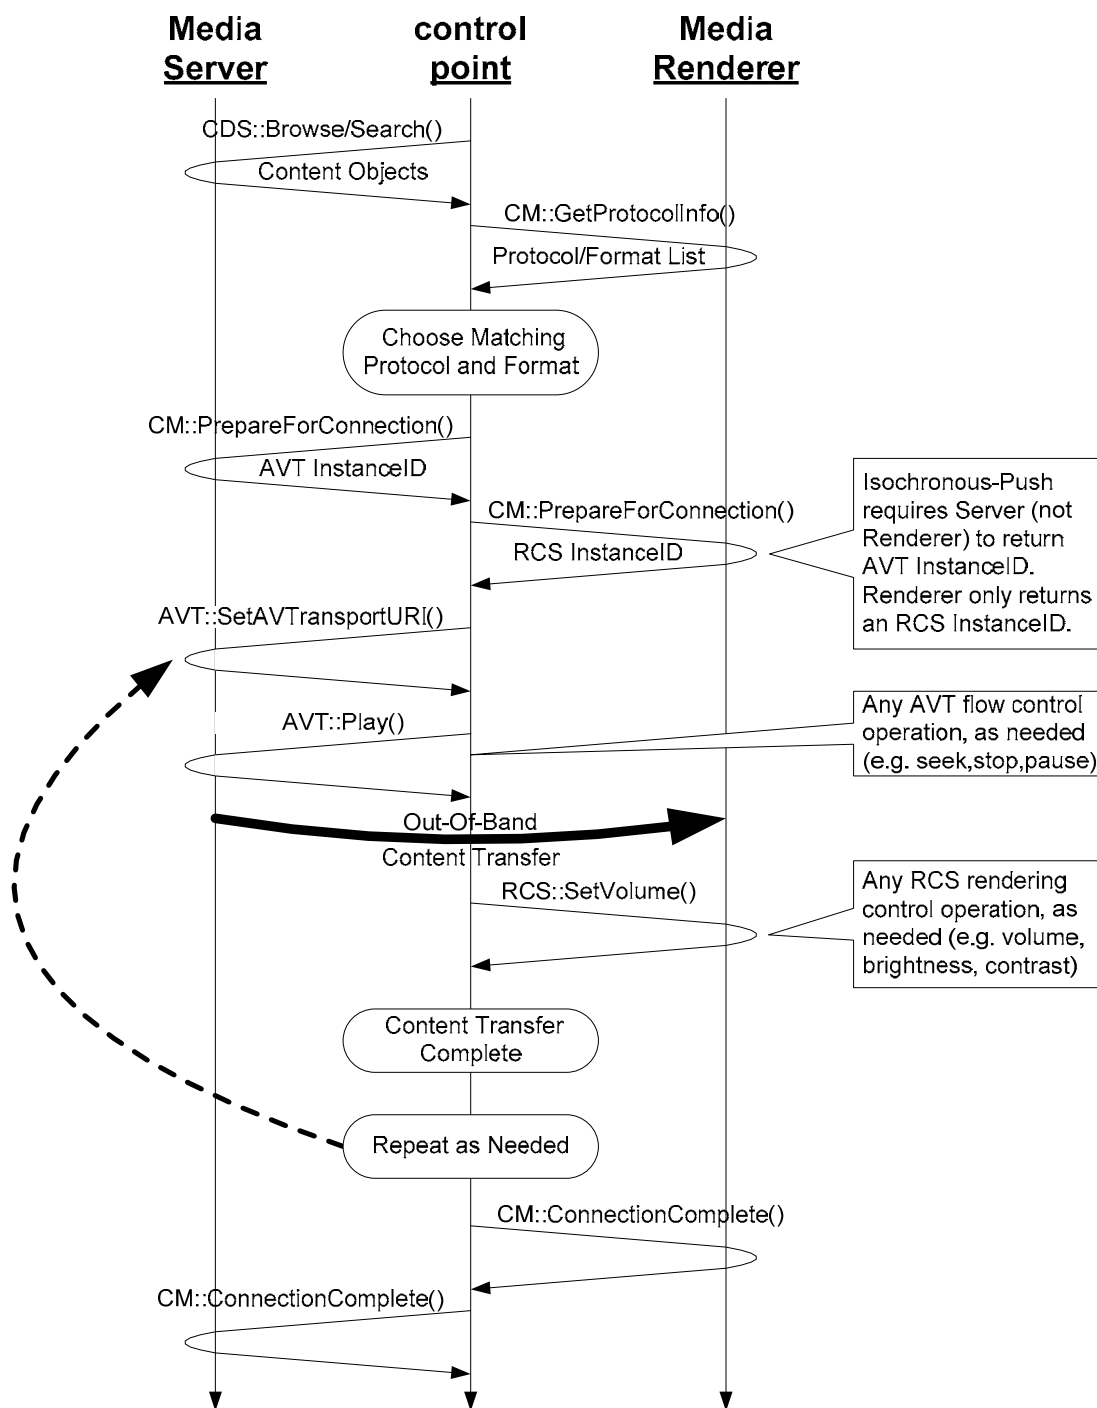 Media
Server
control
point
Media
Renderer
CDS::Browse/Search()
Content Objects
CM::GetProtocolInfo()
Protocol/Format List
Choose Matching
Protocol and Format
CM::PrepareForConnection()
AVT InstanceID
CM::PrepareForConnection()
RCS InstanceID
Isochronous-Push
requires Server (not
Renderer) to return
AVT InstanceID.
Renderer only returns
an RCS InstanceID.
AVT::SetAVTransportURI()
AVT::Play()
Any AVT flow control
operation, as needed
(e.g. seek,stop,pause)
Out-Of-Band
Content Transfer
RCS::SetVolume()
Any RCS rendering
control operation, as
needed (e.g. volume,
brightness, contrast)
Content Transfer
Complete
Repeat as Needed
CM::ConnectionComplete()
CM::ConnectionComplete()